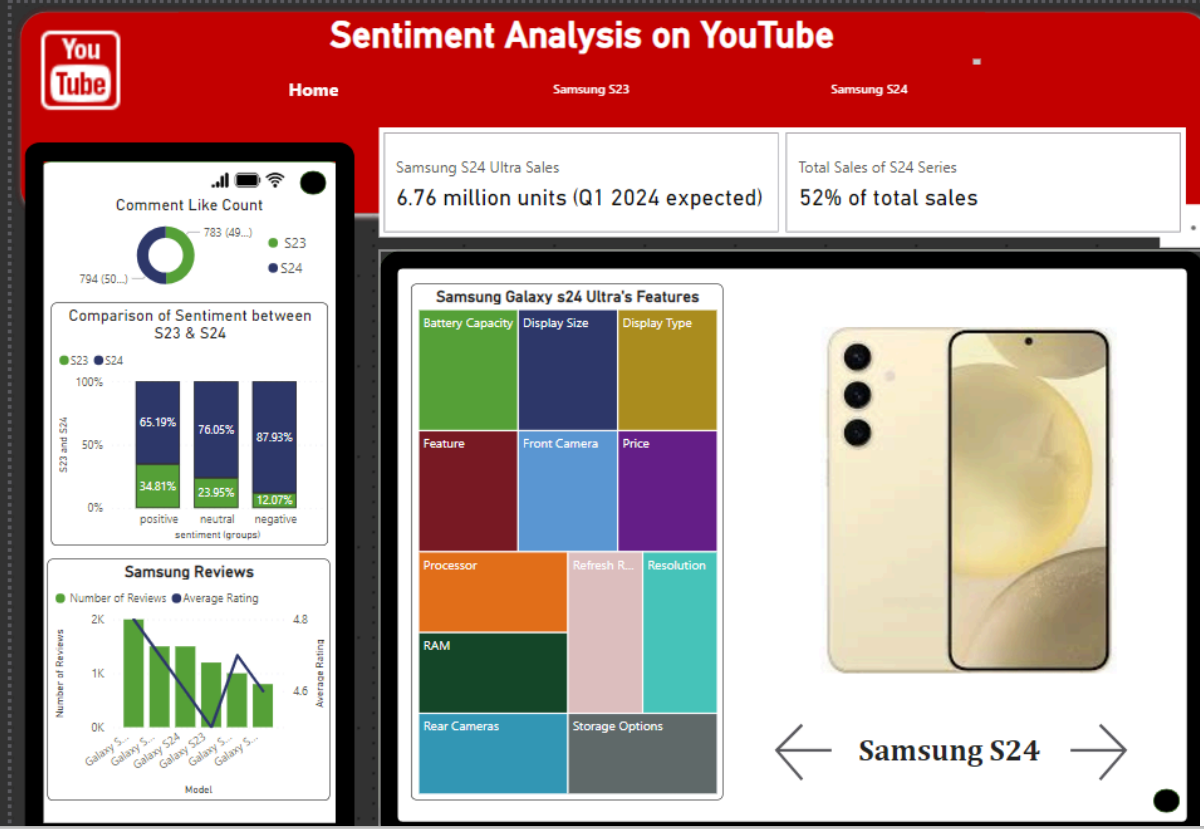 You
Tube
Sentiment Analysis on YouTube
Home
Samsung S23
Samsung S24
Samsung S24 Ultra Sales
6.76 million units (Q1 2024 expected)
Total Sales of S24 Series
52% of total sales
Comment Like Count
783 (49...)
794 (50...)
S23
S24
Comparison of Sentiment between
S23 & S24
S23 S24
100%
50%
0%
S23 and S24
65.19%
76.05%
87.93%
34.81%
23.95%
12.07%
positive neutral negative
sentiment (groups)
Samsung Reviews
Number of Reviews Average Rating
2K
1K
0K
Number of Reviews
4.8
4.6
Average Rating
Galaxy S...
Galaxy S...
Galaxy S24
Galaxy S23
Galaxy S...
Galaxy S...
Model
Samsung Galaxy s24 Ultra's Features
Battery Capacity
Display Size
Display Type
Feature
Front Camera
Price
Processor
Refresh R...
Resolution
RAM
Rear Cameras
Storage Options
Samsung S24